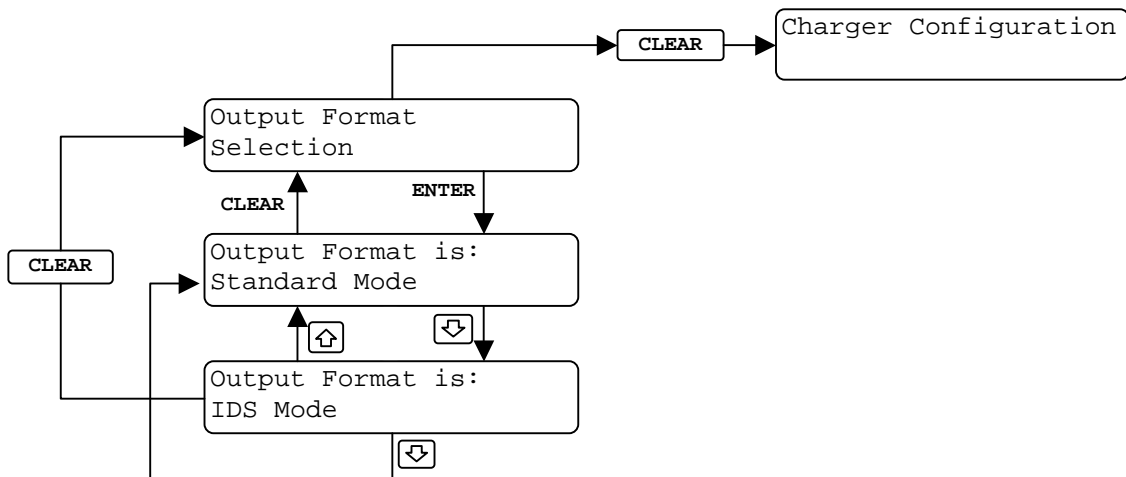 Charger Configuration
CLEAR
Output Format
Selection
CLEAR
ENTER
Output Format is:
Standard Mode
CLEAR
Output Format is:
IDS Mode